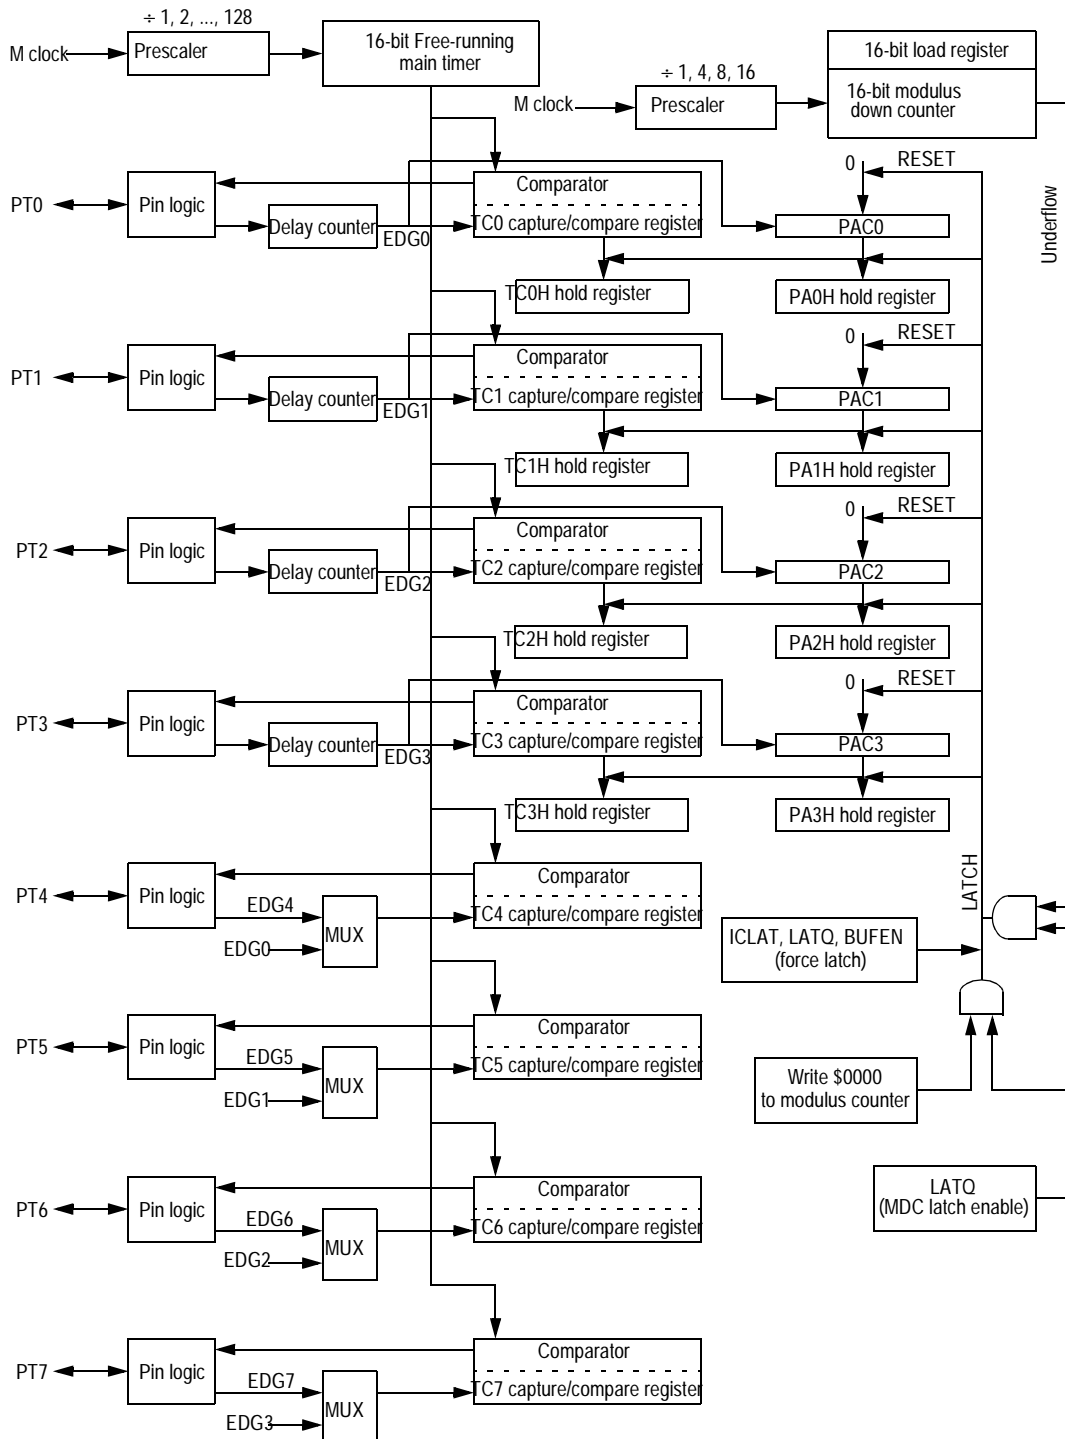 ÷ 1, 2, ..., 128
M clock
Prescaler
16-bit Free-running
main timer
÷ 1, 4, 8, 16
M clock
Prescaler
16-bit load register
16-bit modulus
down counter
Underflow
PT0
Pin logic
Delay counter
EDG0
Comparator
TC0 capture/compare register
TC0H hold register
0
RESET
PAC0
PA0H hold register
PT1
Pin logic
Delay counter
EDG1
Comparator
TC1 capture/compare register
TC1H hold register
0
RESET
PAC1
PA1H hold register
PT2
Pin logic
Delay counter
EDG2
Comparator
TC2 capture/compare register
TC2H hold register
0
RESET
PAC2
PA2H hold register
PT3
Pin logic
Delay counter
EDG3
Comparator
TC3 capture/compare register
TC3H hold register
0
RESET
PAC3
PA3H hold register
LATCH
PT4
Pin logic
EDG4
EDG0
MUX
Comparator
TC4 capture/compare register
ICLAT, LATQ, BUFEN
(force latch)
PT5
Pin logic
EDG5
EDG1
MUX
Comparator
TC5 capture/compare register
Write $0000
to modulus counter
PT6
Pin logic
EDG6
EDG2
MUX
Comparator
TC6 capture/compare register
LATQ
(MDC latch enable)
PT7
Pin logic
EDG7
EDG3
MUX
Comparator
TC7 capture/compare register